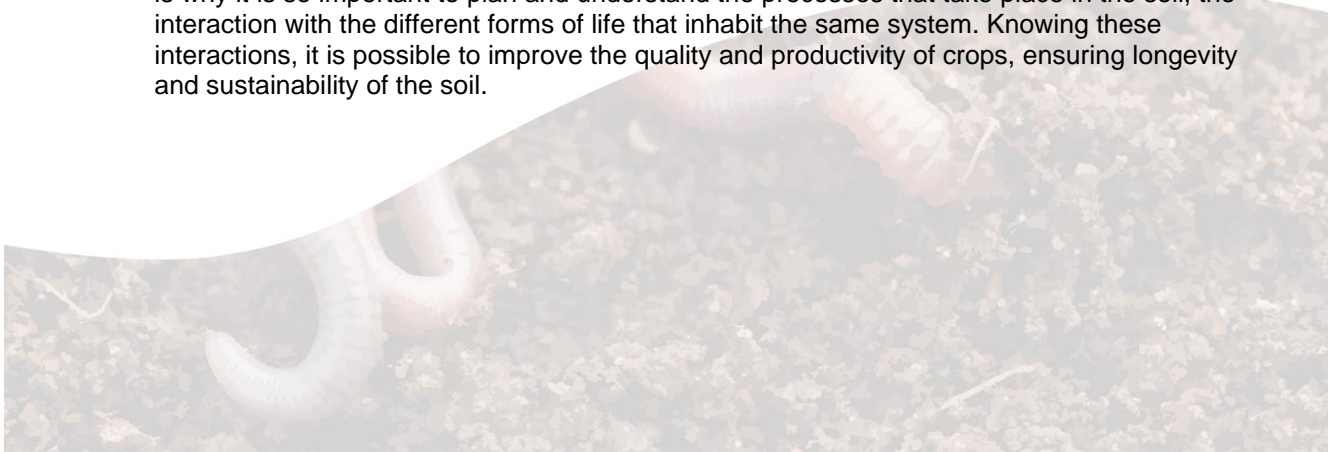 is why it is so important to plan and understand the processes that take place in the soil, the
interaction with the different forms of life that inhabit the same system. Knowing these
interactions, it is possible to improve the quality and productivity of crops, ensuring longevity
and sustainability of the soil.